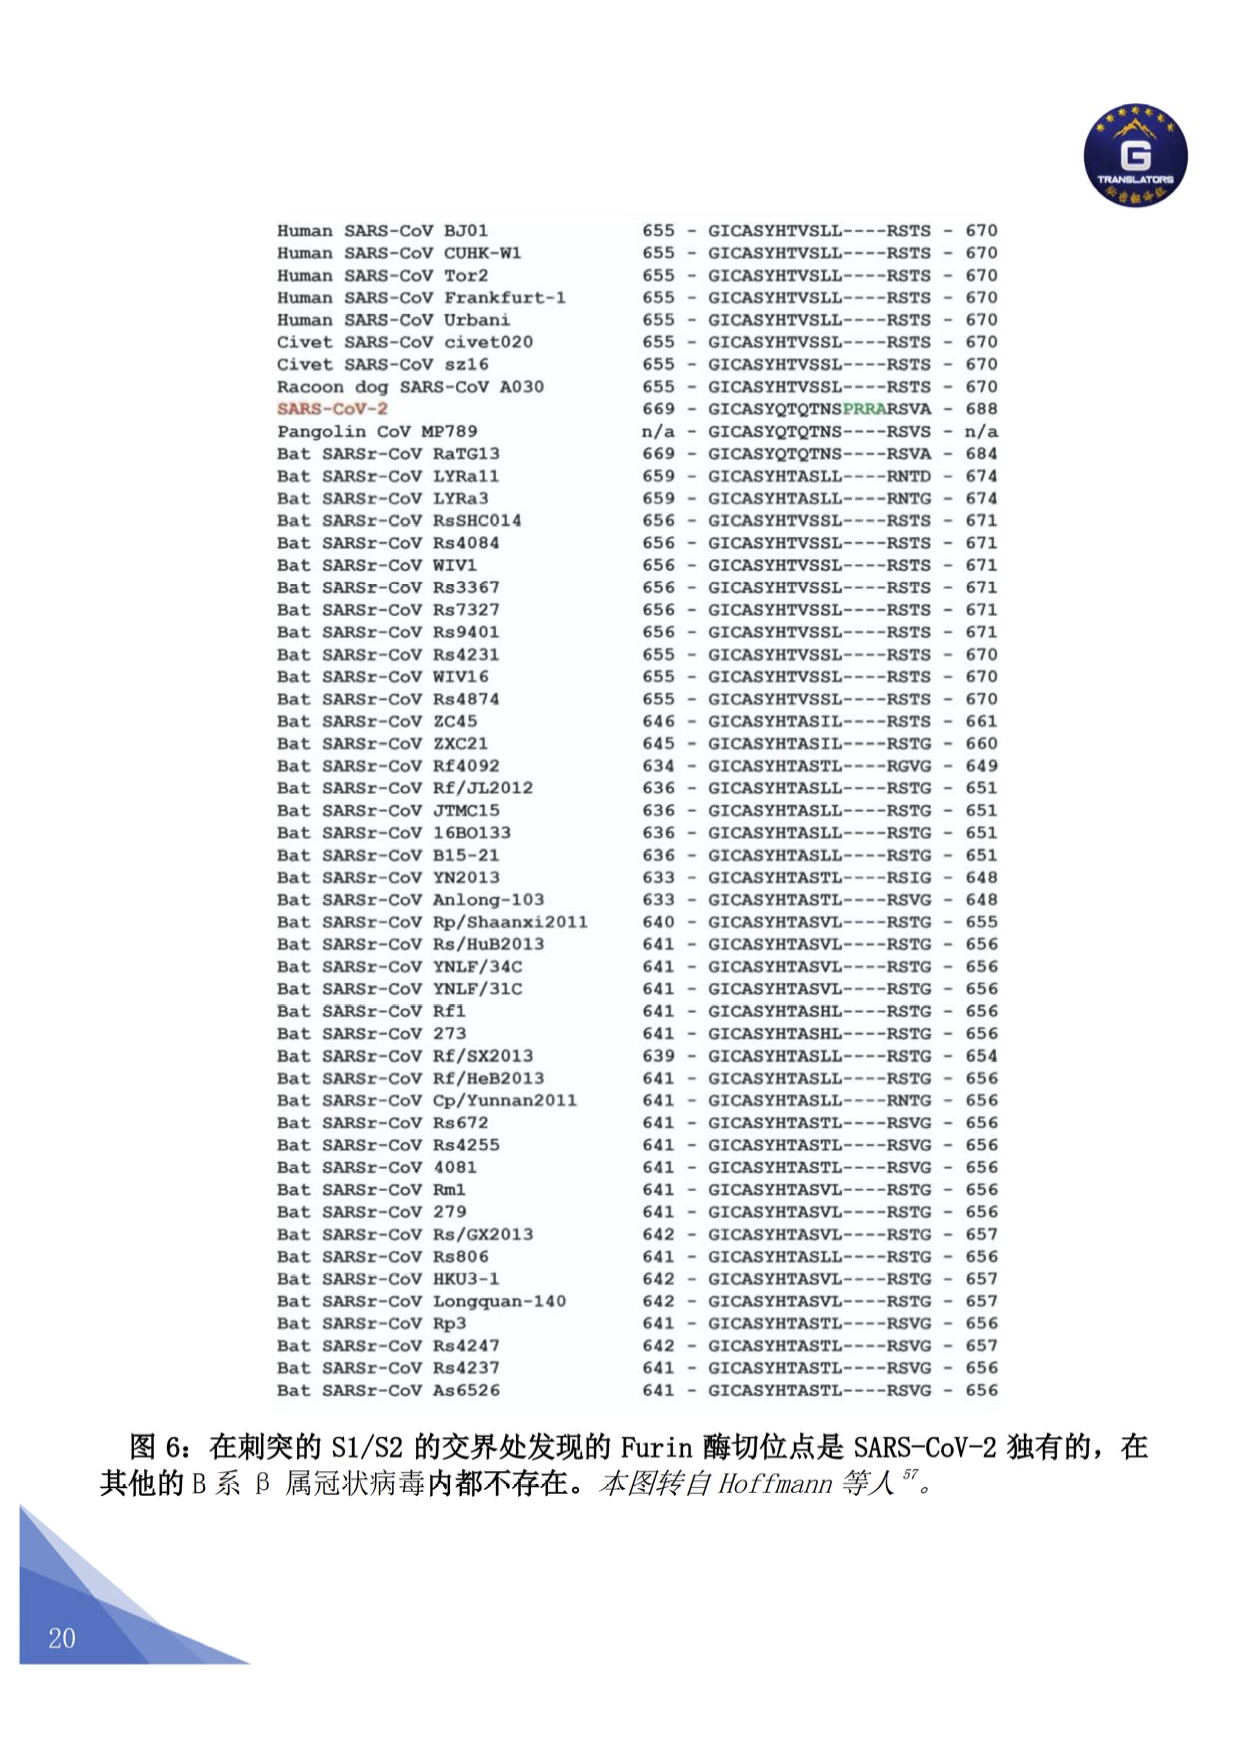 G
TRANSLATORS
Human SARS-CoV BJ01 655 - GICASYHTVSLL----RSTS - 670
Human SARS-CoV CUHK-W1 655 - GICASYHTVSLL----RSTS - 670
Human SARS-CoV Tor2 655 - GICASYHTVSLL----RSTS - 670
Human SARS-CoV Frankfurt-1 655 - GICASYHTVSLL----RSTS - 670
Human SARS-CoV Urbani 655 - GICASYHTVSLL----RSTS - 670
Civet SARS-CoV civet020 655 - GICASYHTVSSL----RSTS - 670
Civet SARS-CoV sz16 655 - GICASYHTVSSL----RSTS - 670
Racoon dog SARS-CoV A030 655 - GICASYHTVSSL----RSTS - 670
SARS-CoV-2 669 - GICASYQTQTNSPRRARSVA - 688
Pangolin CoV MP789 n/a - GICASYQTQTNS----RSVS - n/a
Bat SARSr-CoV RaTG13 669 - GICASYQTQTNS----RSVA - 684
Bat SARSr-CoV LYRa11 659 - GICASYHTASLL----RNTD - 674
Bat SARSr-CoV LYRa3 659 - GICASYHTASLL----RNTG - 674
Bat SARSr-CoV RsSHC014 656 - GICASYHTVSSL----RSTS - 671
Bat SARSr-CoV Rs4084 656 - GICASYHTVSSL----RSTS - 671
Bat SARSr-CoV WIV1 656 - GICASYHTVSSL----RSTS - 671
Bat SARSr-CoV Rs3367 656 - GICASYHTVSSL----RSTS - 671
Bat SARSr-CoV Rs7327 656 - GICASYHTVSSL----RSTS - 671
Bat SARSr-CoV Rs9401 656 - GICASYHTVSSL----RSTS - 671
Bat SARSr-CoV Rs4231 655 - GICASYHTVSSL----RSTS - 670
Bat SARSr-CoV WIV16 655 - GICASYHTVSSL----RSTS - 670
Bat SARSr-CoV Rs4874 655 - GICASYHTVSSL----RSTS - 670
Bat SARSr-CoV ZC45 646 - GICASYHTASIL----RSTS - 661
Bat SARSr-CoV ZXC21 645 - GICASYHTASIL----RSTG - 660
Bat SARSr-CoV Rf4092 634 - GICASYHTASTL----RGVG - 649
Bat SARSr-CoV Rf/JL2012 636 - GICASYHTASLL----RSTG - 651
Bat SARSr-CoV JTMC15 636 - GICASYHTASLL----RSTG - 651
Bat SARSr-CoV 16BO133 636 - GICASYHTASLL----RSTG - 651
Bat SARSr-CoV B15-21 636 - GICASYHTASLL----RSTG - 651
Bat SARSr-CoV YN2013 633 - GICASYHTASTL----RSIG - 648
Bat SARSr-CoV Anlong-103 633 - GICASYHTASTL----RSVG - 648
Bat SARSr-CoV Rp/Shaanxi2011 640 - GICASYHTASVL----RSTG - 655
Bat SARSr-CoV Rs/HuB2013 641 - GICASYHTASVL----RSTG - 656
Bat SARSr-CoV YNLF/34C 641 - GICASYHTASVL----RSTG - 656
Bat SARSr-CoV YNLF/31C 641 - GICASYHTASVL----RSTG - 656
Bat SARSr-CoV Rf1 641 - GICASYHTASHL----RSTG - 656
Bat SARSr-CoV 273 641 - GICASYHTASHL----RSTG - 656
Bat SARSr-CoV Rf/SX2013 639 - GICASYHTASLL----RSTG - 654
Bat SARSr-CoV Rf/HeB2013 641 - GICASYHTASLL----RSTG - 656
Bat SARSr-CoV Cp/Yunnan2011 641 - GICASYHTASLL----RNTG - 656
Bat SARSr-CoV Rs672 641 - GICASYHTASTL----RSVG - 656
Bat SARSr-CoV Rs4255 641 - GICASYHTASTL----RSVG - 656
Bat SARSr-CoV 4081 641 - GICASYHTASTL----RSVG - 656
Bat SARSr-CoV Rm1 641 - GICASYHTASVL----RSTG - 656
Bat SARSr-CoV 279 641 - GICASYHTASVL----RSTG - 656
Bat SARSr-CoV Rs/GX2013 642 - GICASYHTASVL----RSTG - 657
Bat SARSr-CoV Rs806 641 - GICASYHTASLL----RSTG - 656
Bat SARSr-CoV HKU3-1 642 - GICASYHTASVL----RSTG - 657
Bat SARSr-CoV Longquan-140 642 - GICASYHTASVL----RSTG - 657
Bat SARSr-CoV Rp3 641 - GICASYHTASTL----RSVG - 656
Bat SARSr-CoV Rs4247 642 - GICASYHTASTL----RSVG - 657
Bat SARSr-CoV Rs4237 641 - GICASYHTASTL----RSVG - 656
Bat SARSr-CoV As6526 641 - GICASYHTASTL----RSVG - 656
图 6：在刺突的 S1/S2 的交界处发现的 Furin 酶切位点是 SARS-CoV-2 独有的，在
其他的 B 系 β 属冠状病毒内都不存在。本图转自 Hoffmann 等人 57。
20